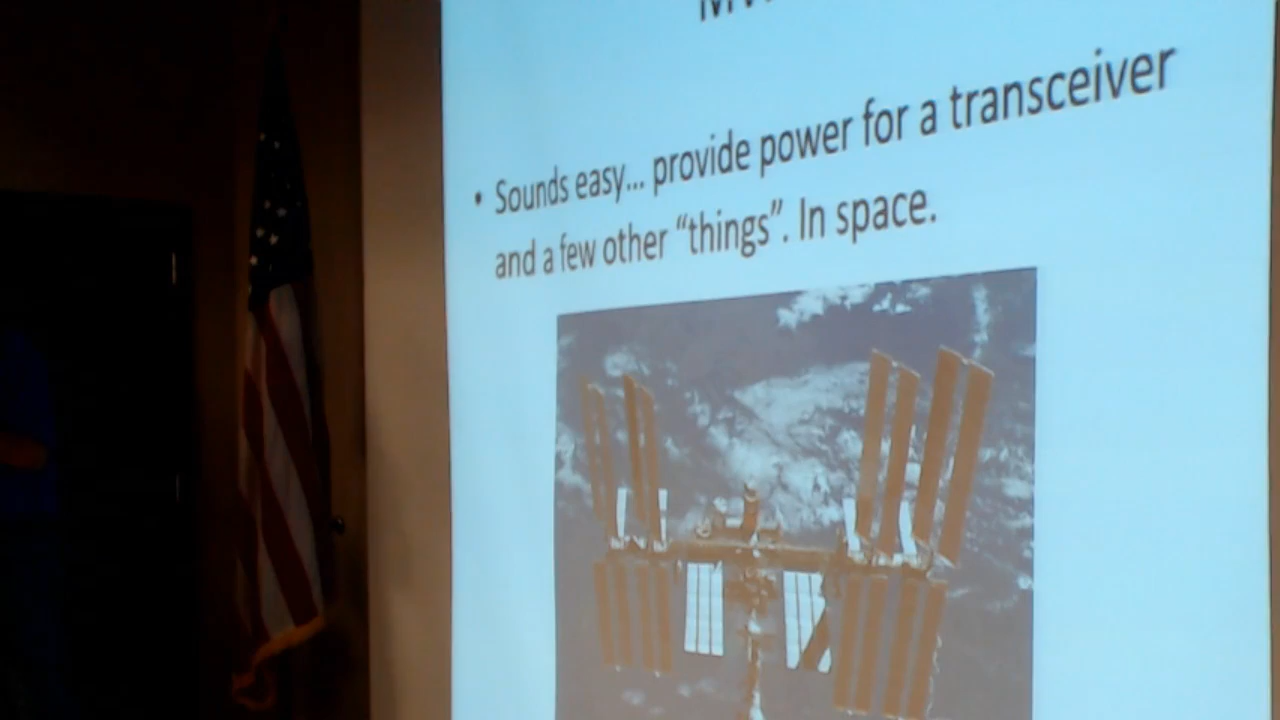 • Sounds easy... provide power for a transceiver
and a few other “things”. In space.